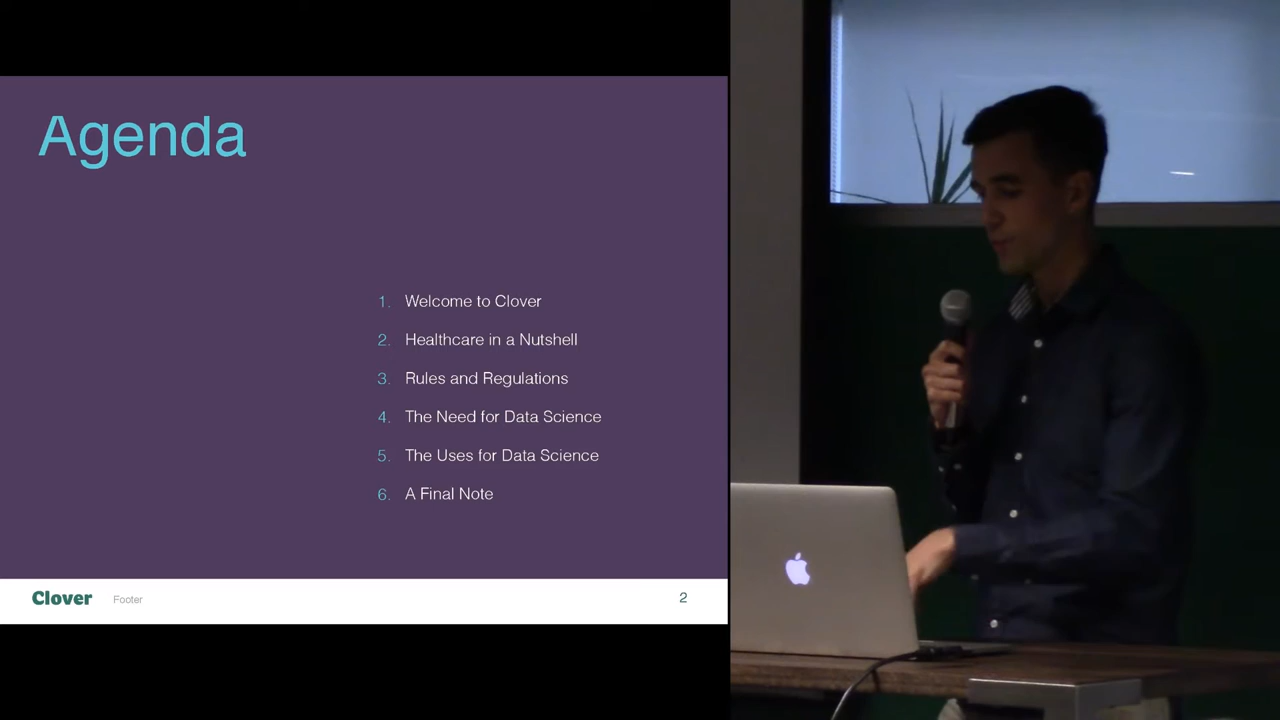 Agenda
1. Welcome to Clover
2. Healthcare in a Nutshell
3. Rules and Regulations
4. The Need for Data Science
5. The Uses for Data Science
6. A Final Note
Clover Footer 2